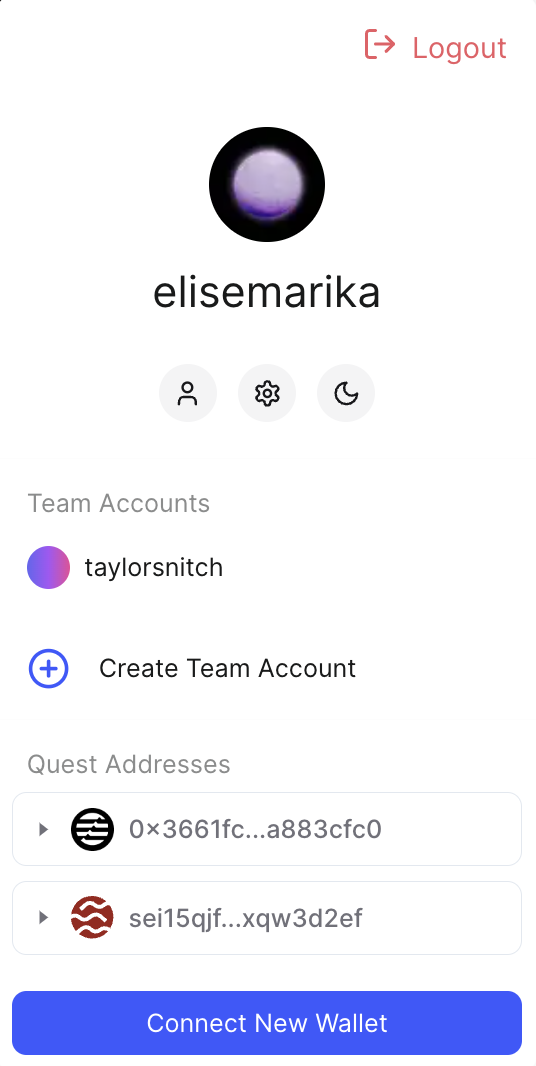 Logout
elisemarika
Team Accounts
taylorsnitch
Create Team Account
Quest Addresses
0×3661fc...a883cfc0
sei15qjf...xqw3d2ef
Connect New Wallet